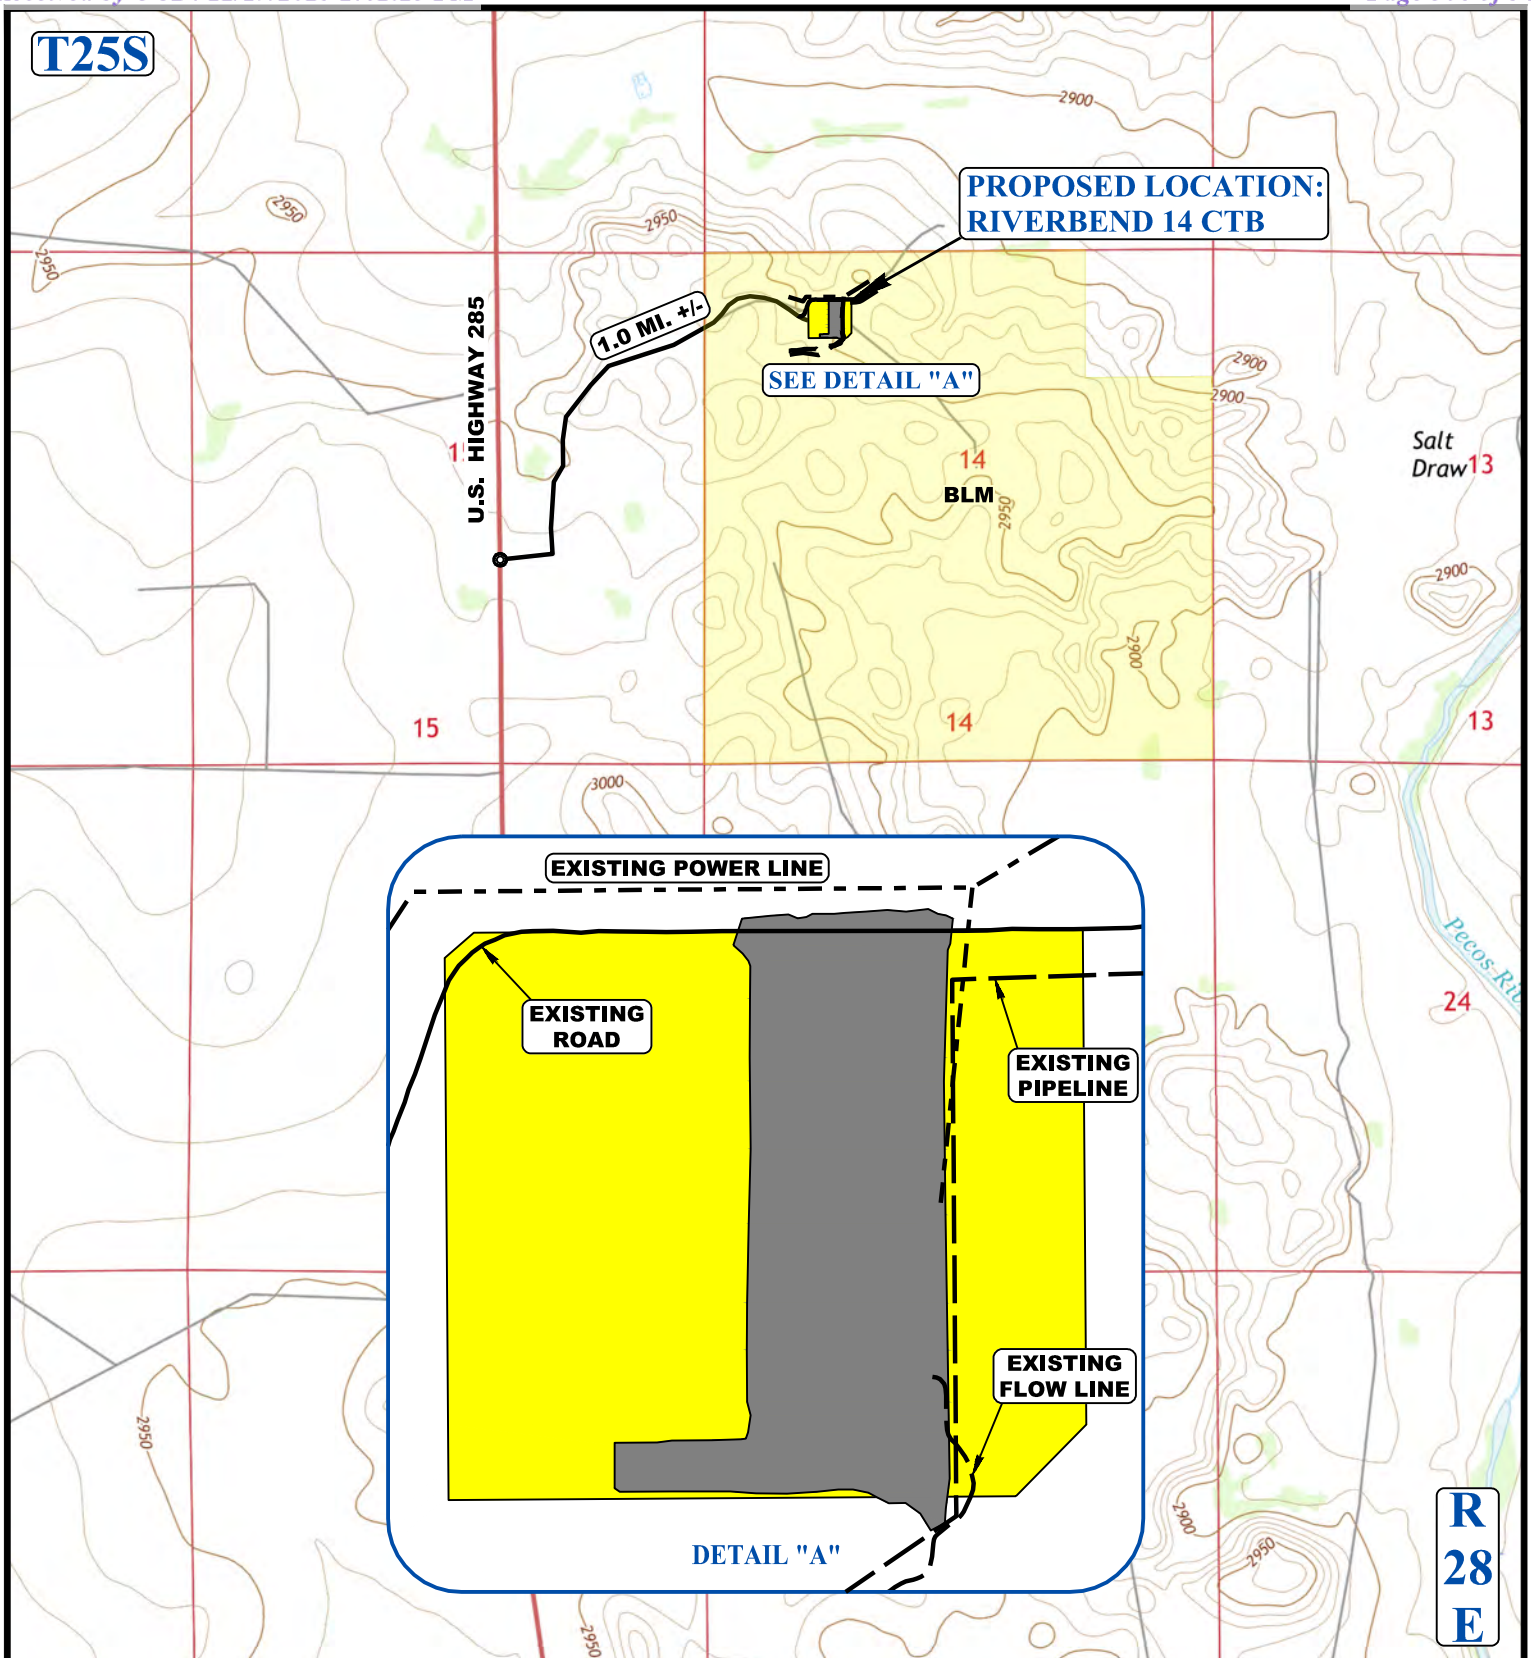 T25S
2900
2950
2950
2950
PROPOSED LOCATION:
RIVERBEND 14 CTB
1.0 MI. +/-
U.S. HIGHWAY 285
SEE DETAIL "A"
2900
2900
14
BLM
2950
Salt
Draw
13
2900
2900
15
14
13
3000
EXISTING POWER LINE
EXISTING
ROAD
EXISTING
PIPELINE
Pecos
24
EXISTING
FLOW LINE
2950
2900
2950
DETAIL "A"
R
28
E
2950